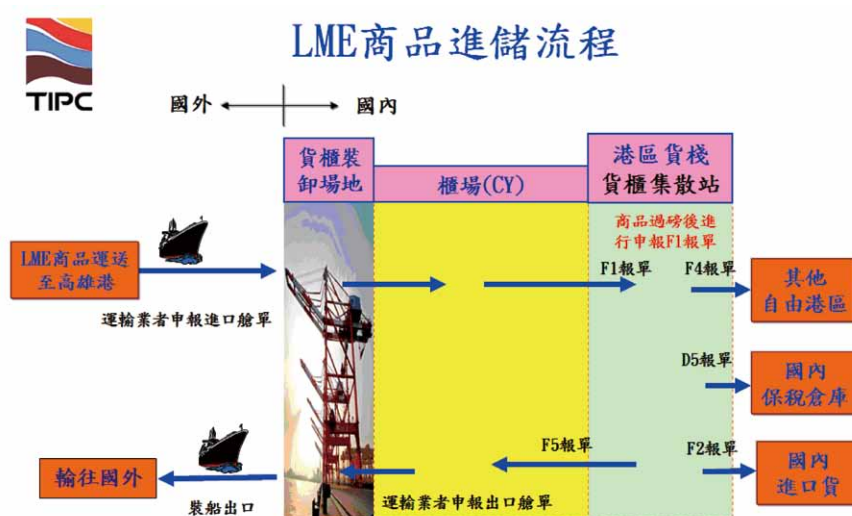 TIPC
LME商品進儲流程
國外
國內
貨櫃裝
卸場地
櫃場(CY)
港區貨棧
貨櫃集散站
商品過磅後進
行申報F1報單
LME商品運送
至高雄港
運輸業者申報進口艙單
F1報單
F4報單
其他
自由港區
D5報單
國內
保稅倉庫
F5報單
F2報單
國內
進口貨
輸往國外
裝船出口
運輸業者申報出口艙單